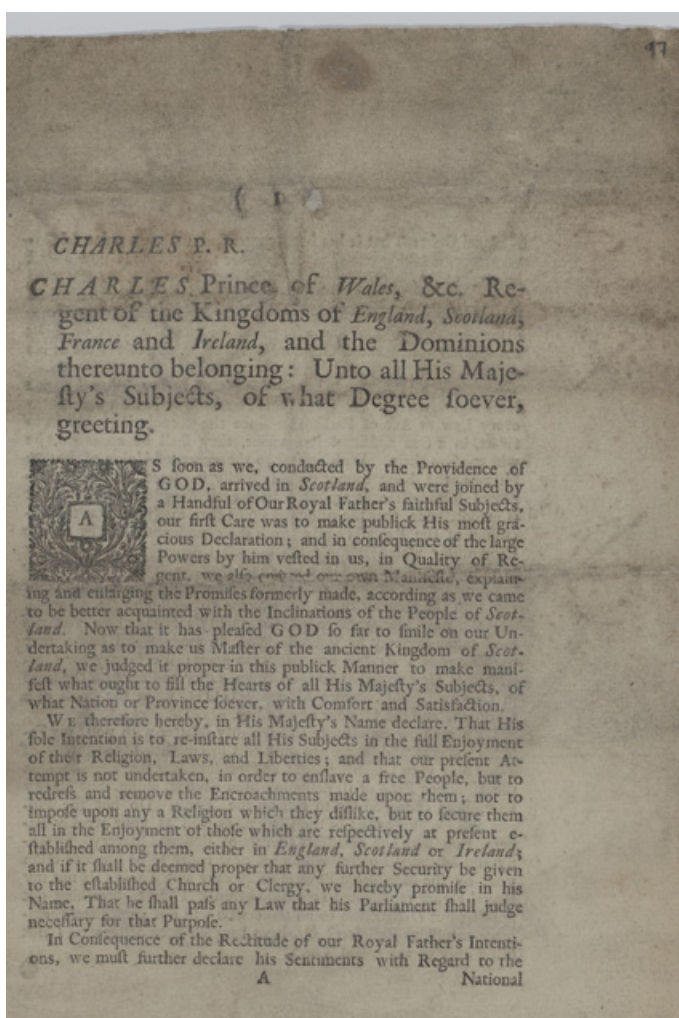 97
( 1 )
CHARLES P. R.
CHARLES Prince of Wales, &c. Re-
gent of the Kingdoms of England, Scotland,
France and Ireland, and the Dominions
thereunto belonging: Unto all His Maje-
ſty's Subjects, of what Degree ſoever,
greeting.
AS ſoon as we, conducted by the Providence of
GOD, arrived in Scotland, and were joined by
a Handful of Our Royal Father's faithful Subjects,
our firſt Care was to make publick His moſt gra-
cious Declaration; and in conſequence of the large
Powers by him veſted in us, in Quality of Re-
gent, we alſo our own Manifeſto, explain-
ing and enlarging the Promiſes formerly made, according as we came
to be better acquainted with the Inclinations of the People of Scot-
land. Now that it has pleaſed GOD ſo far to ſmile on our Un-
dertaking as to make us Maſter of the ancient Kingdom of Scot-
land, we judged it proper in this publick Manner to make mani-
feſt what ought to fill the Hearts of all His Majeſty's Subjects, of
what Nation or Province ſoever, with Comfort and Satisfaction.
WE therefore hereby, in His Majeſty's Name declare, That His
ſole Intention is to re-inſtate all His Subjects in the full Enjoyment
of their Religion, Laws, and Liberties; and that our preſent At-
tempt is not undertaken, in order to enſlave a free People, but to
redreſs and remove the Encroachments made upon them; not to
impoſe upon any a Religion which they diſlike, but to ſecure them
all in the Enjoyment of thoſe which are reſpectively at preſent e-
ſtabliſhed among them, either in England, Scotland or Ireland;
and if it ſhall be deemed proper that any further Security be given
to the eſtabliſhed Church or Clergy, we hereby promiſe in his
Name, That he ſhall paſs any Law that his Parliament ſhall judge
neceſſary for that Purpoſe.
In Conſequence of the Rectitude of our Royal Father's Intenti-
ons, we muſt further declare his Sentiments with Regard to the
A National